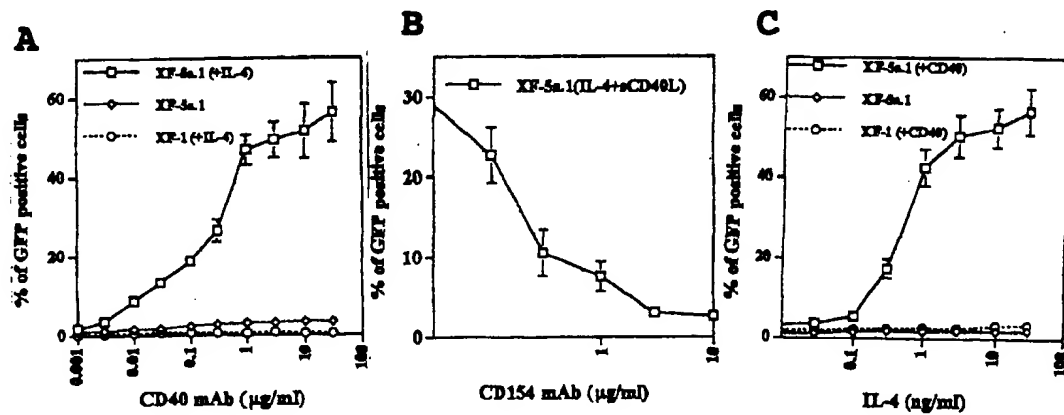 A
XF-5a.1 (+IL-4)
XF-5a.1
XF-1 (+IL-4)
60
40
20
0
0.001
0.01
0.1
1
10
100
% of GFP positive cells
CD40 mAb (µg/ml)
B
XF-5a.1(IL-4+sCD40L)
30
20
10
0
1
10
% of GFP positive cells
CD154 mAb (µg/ml)
C
XF-5a.1 (+CD40)
XF-5a.1
XF-1 (+CD40)
60
40
20
0
0.1
1
10
100
% of GFP positive cells
IL-4 (ng/ml)